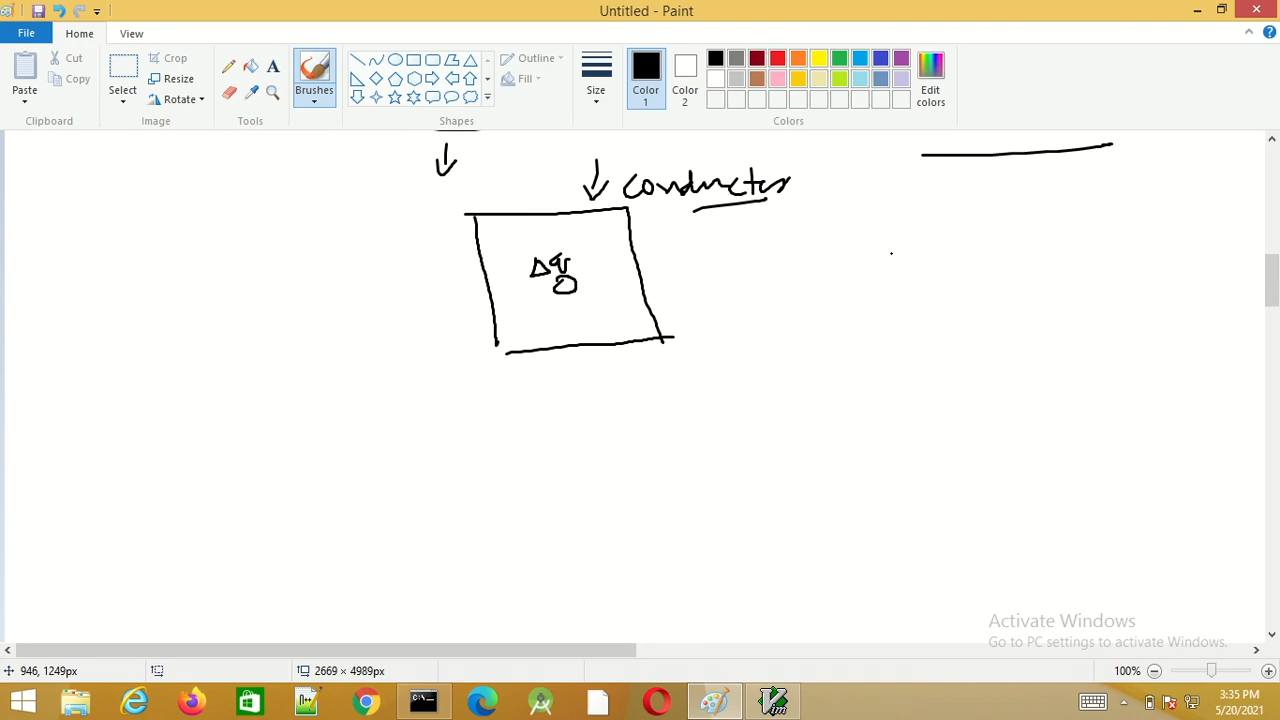 Untitled - Paint
File
Home
View
Cut
Copy
Paste
Clipboard
Crop
Resize
Rotate
Select
Image
A
Tools
Brushes
Outline
Fill
Shapes
Size
Color 1
Color 2
Edit colors
Colors
conductor
Δq
Activate Windows
Go to PC settings to activate Windows.
946, 1249px
2669 × 4989px
100%
3:35 PM
5/20/2021